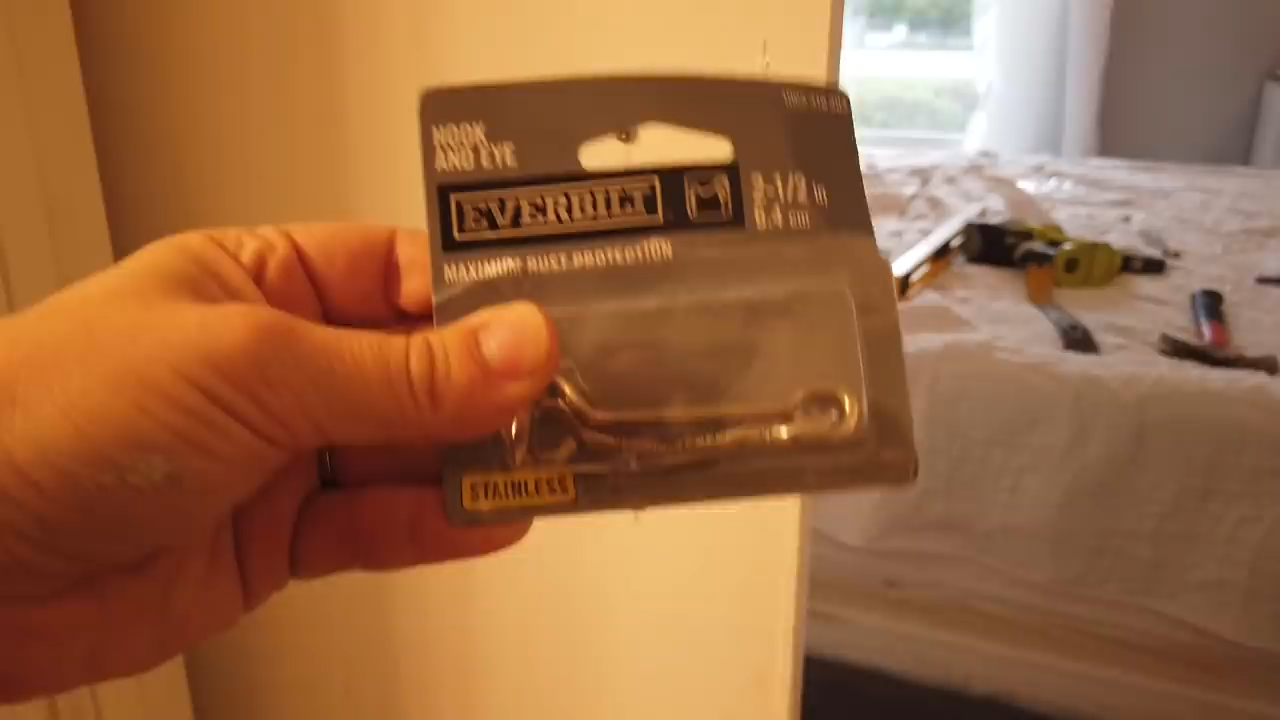 HOOK
AND EYE
EVERBILT
2-1/2 in
6.4 cm
MAXIMUM RUST PROTECTION
STAINLESS